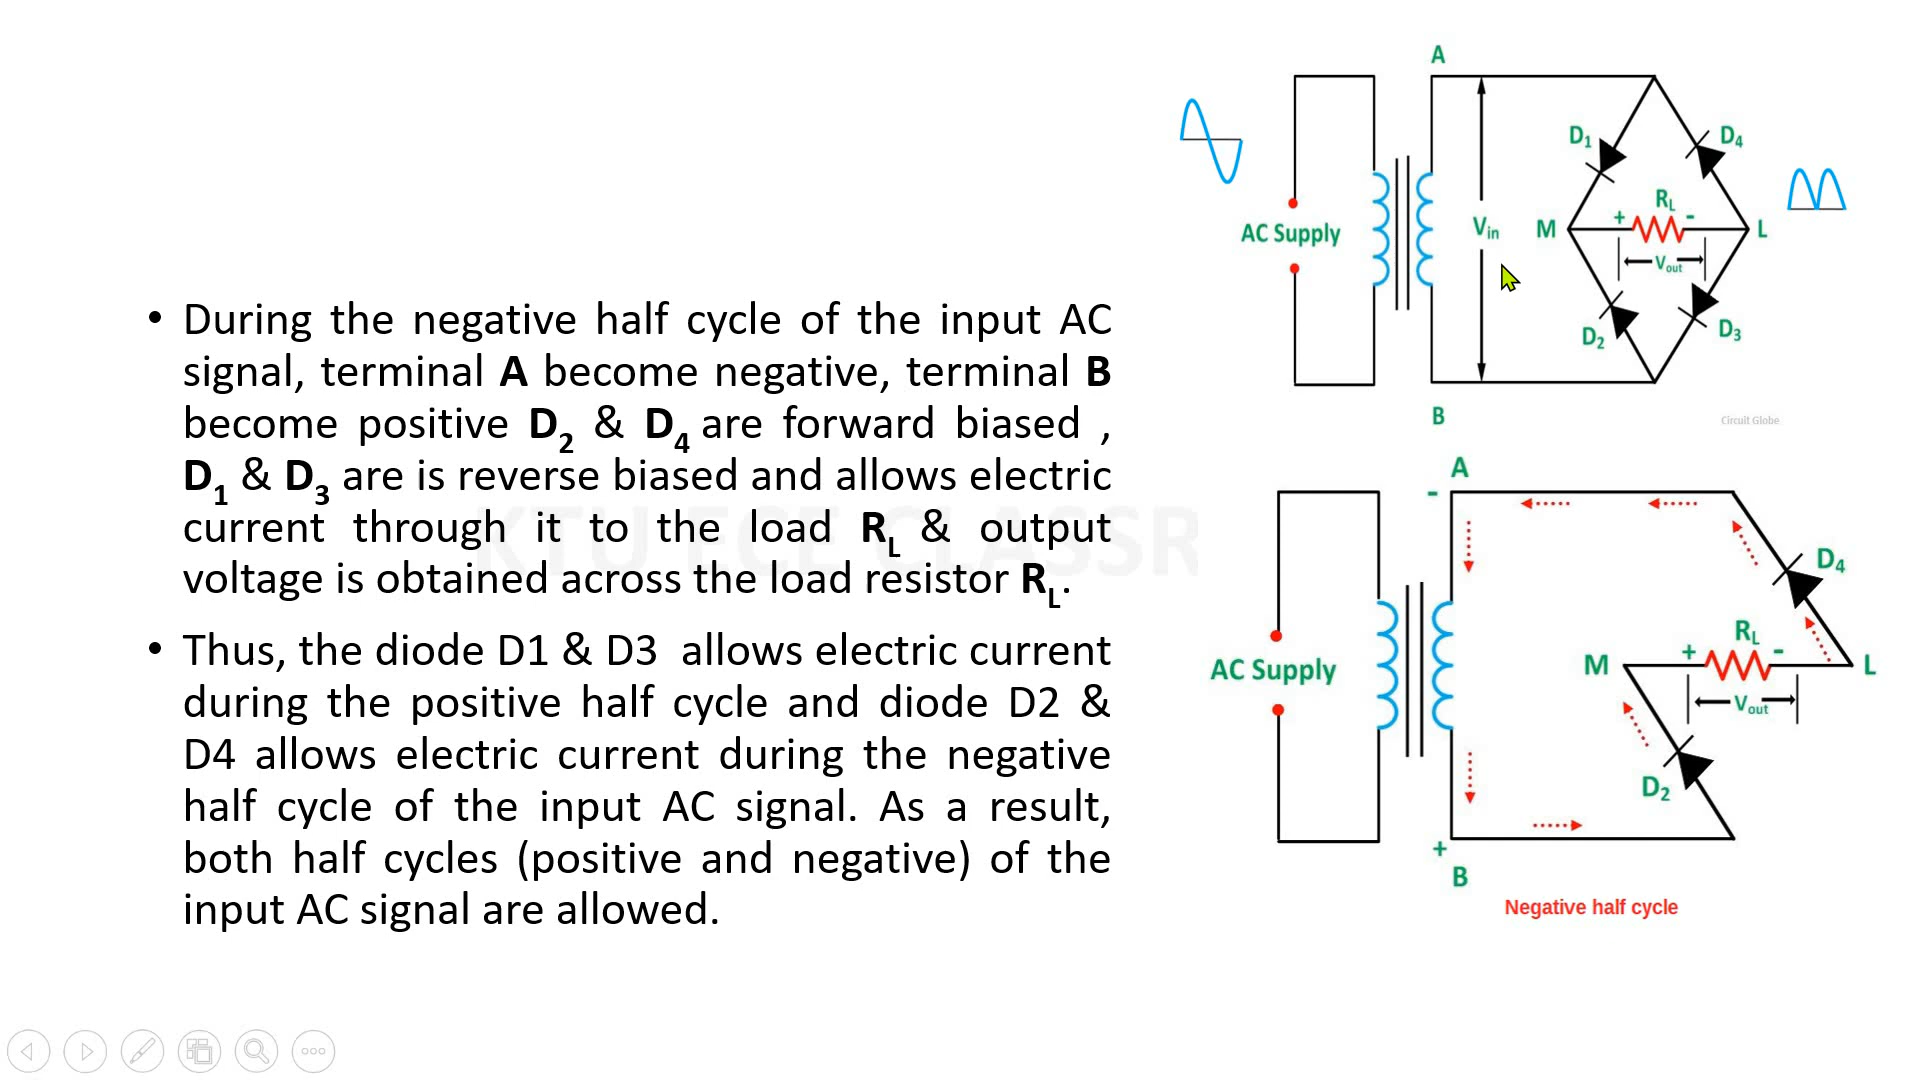 • During the negative half cycle of the input AC
signal, terminal A become negative, terminal B
become positive D2 & D4 are forward biased ,
D1 & D3 are is reverse biased and allows electric
current through it to the load RL & output
voltage is obtained across the load resistor RL.
• Thus, the diode D1 & D3 allows electric current
during the positive half cycle and diode D2 &
D4 allows electric current during the negative
half cycle of the input AC signal. As a result,
both half cycles (positive and negative) of the
input AC signal are allowed.
KTU ECE CLASSR
A
D1
D4
RL
+ -
AC Supply
Vin
M
L
Vout
D2
D3
B
Circuit Globe
A
-
D4
RL
+ -
M
L
AC Supply
Vout
D2
+
B
Negative half cycle